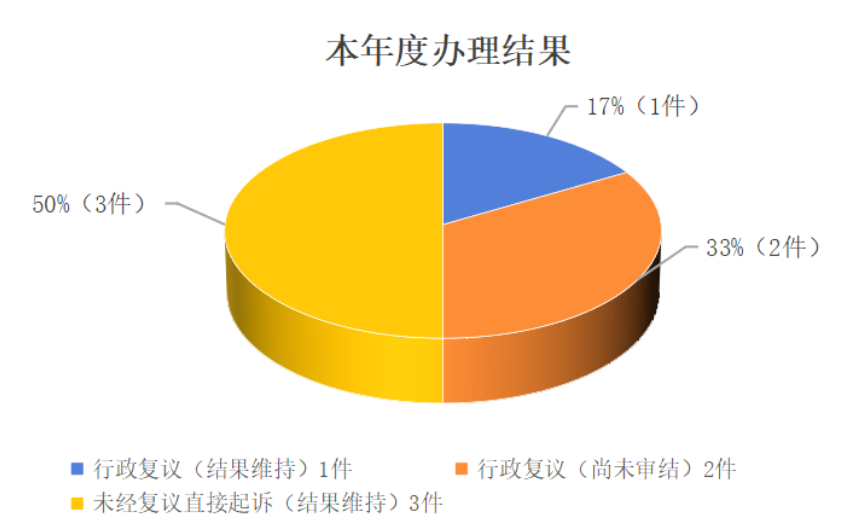 本年度办理结果
17%（1件）
50%（3件）
33%（2件）
行政复议（结果维持）1件
行政复议（尚未审结）2件
未经复议直接起诉（结果维持）3件